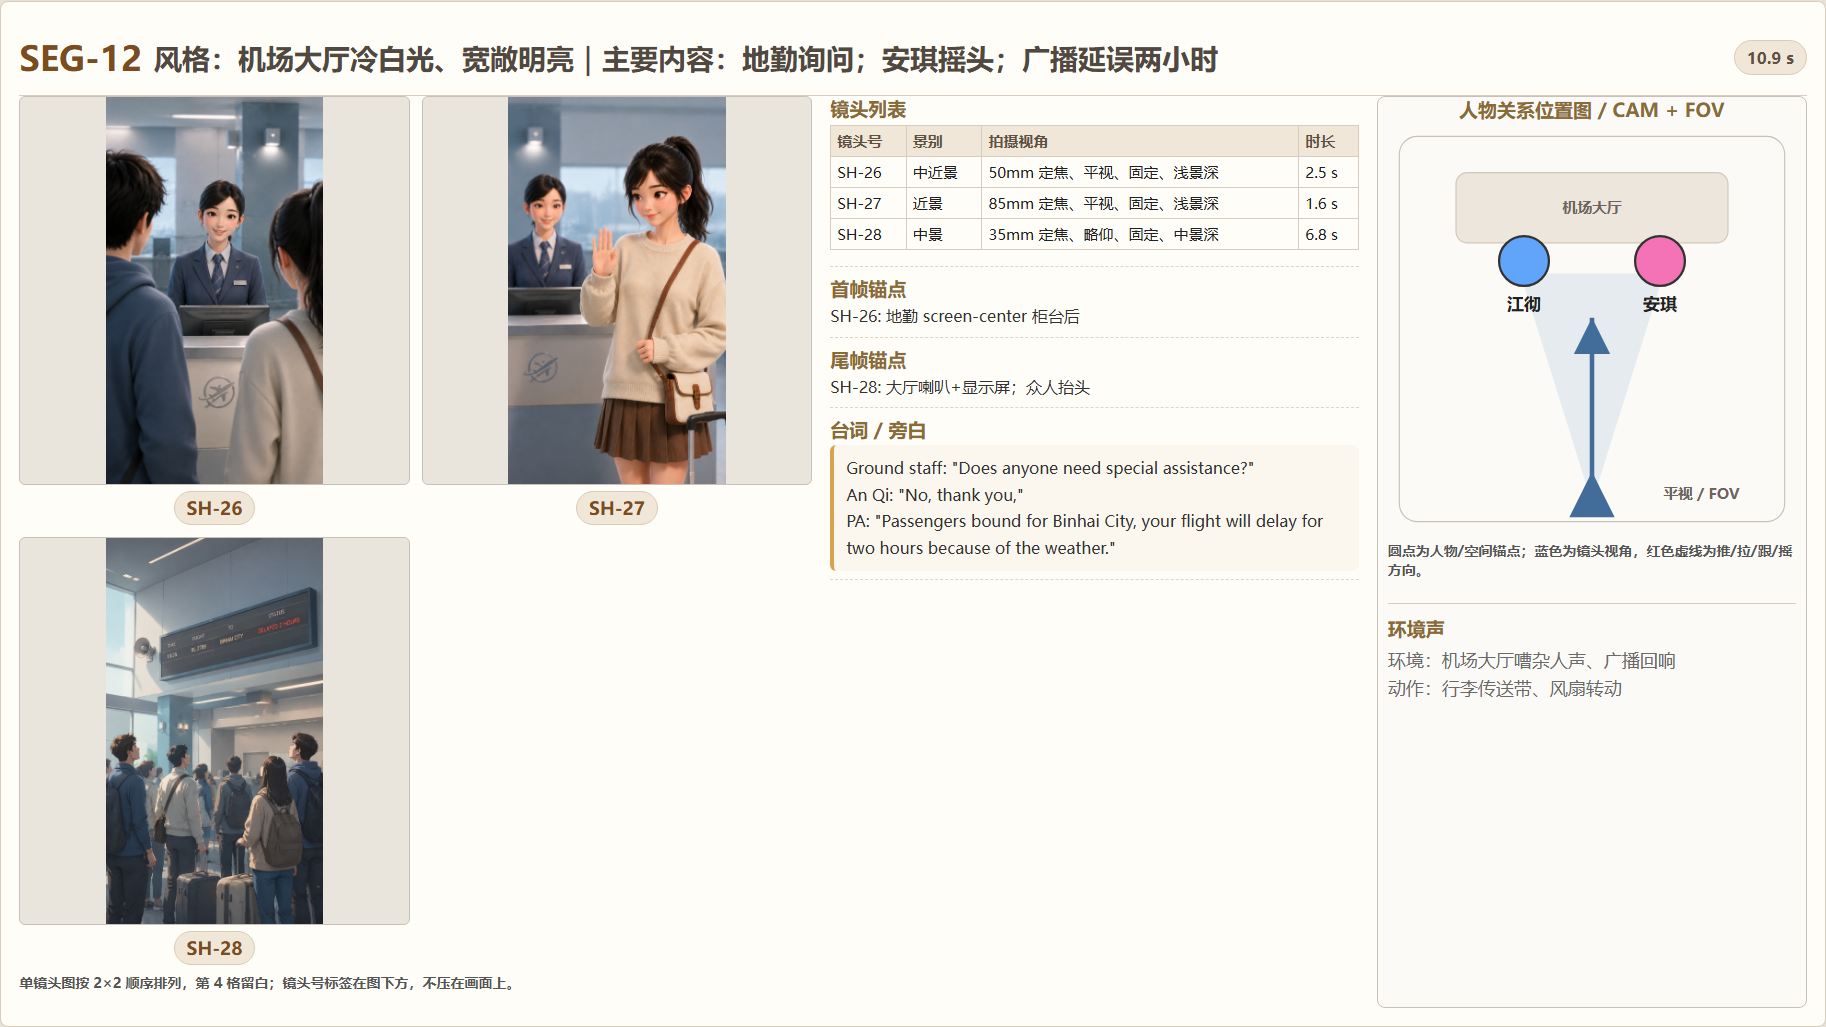 SEG-12 风格：机场大厅冷白光、宽敞明亮 | 主要内容：地勤询问；安琪摇头；广播延误两小时
10.9 s
SH-26
SH-27
TIME FLIGHT TO STATUS
BINHAI CITY DELAYED 2 HOURS
SH-28
单镜头图按 2×2 顺序排列，第 4 格留白；镜头号标签在图下方，不压在画面上。
镜头列表
镜头号 景别 拍摄视角 时长
SH-26 中近景 50mm 定焦、平视、固定、浅景深 2.5 s
SH-27 近景 85mm 定焦、平视、固定、浅景深 1.6 s
SH-28 中景 35mm 定焦、略仰、固定、中景深 6.8 s
首帧锚点
SH-26: 地勤 screen-center 柜台后
尾帧锚点
SH-28: 大厅喇叭+显示屏；众人抬头
台词 / 旁白
Ground staff: "Does anyone need special assistance?"
An Qi: "No, thank you,"
PA: "Passengers bound for Binhai City, your flight will delay for
two hours because of the weather."
人物关系位置图 / CAM + FOV
机场大厅
江彻
安琪
平视 / FOV
圆点为人物/空间锚点；蓝色为镜头视角，红色虚线为推/拉/跟/摇
方向。
环境声
环境：机场大厅嘈杂人声、广播回响
动作：行李传送带、风扇转动